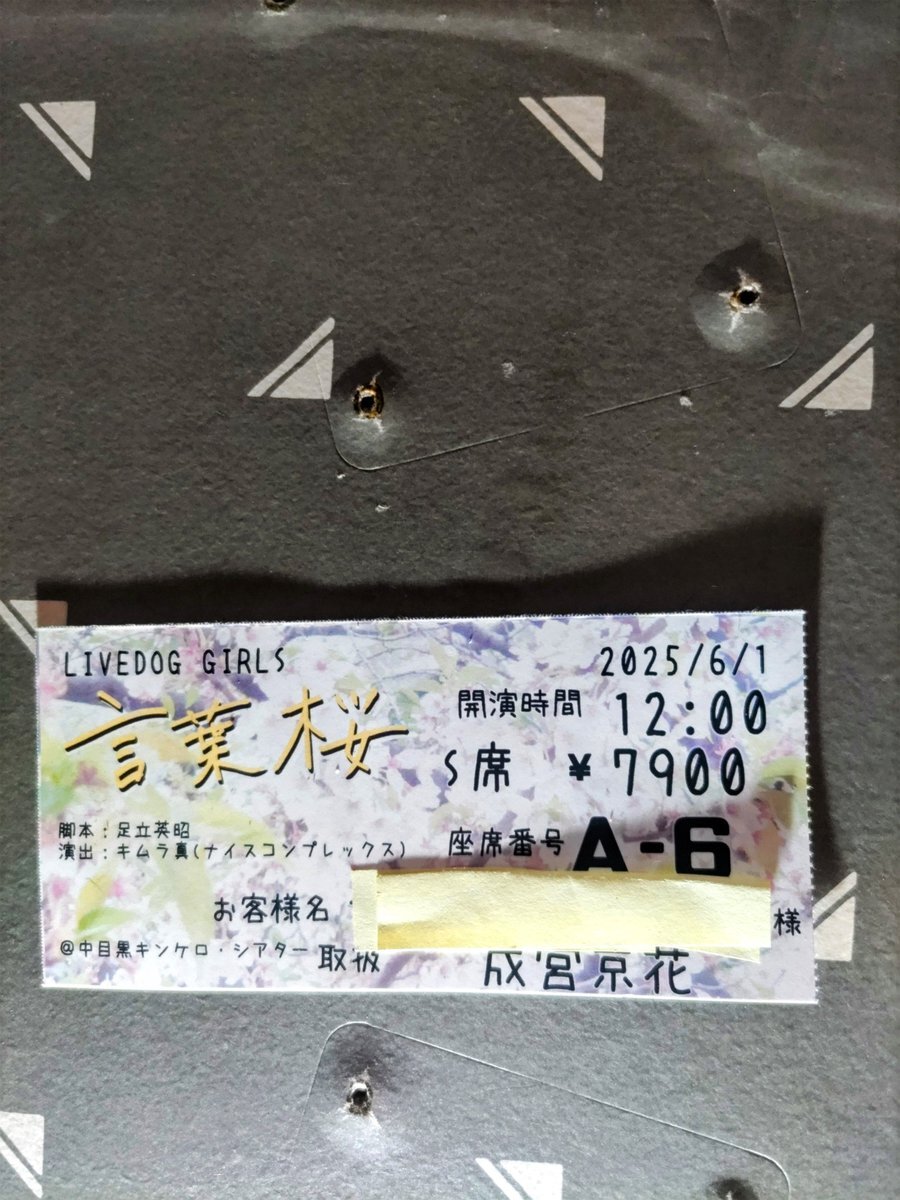 LIVEDOG GIRLS
2025/6/1
言葉桜
開演時間 12:00
S席 ¥7900
脚本：足立英昭
演出：キムラ真(ナイスコンプレックス)
座席番号 A-6
お客様名
様
@中目黒キンケロ・シアター
取扱 成宮京花